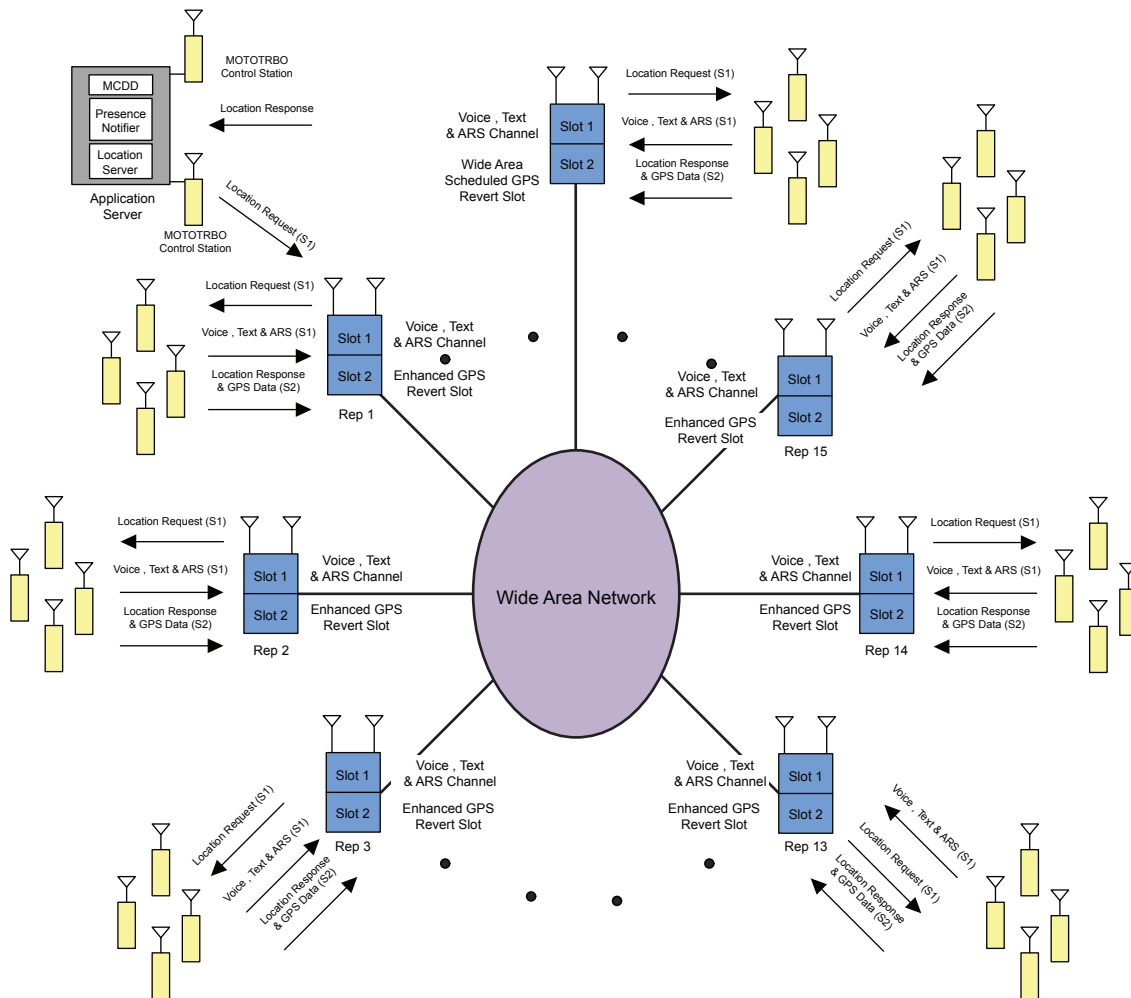 MOTOTRBO
Control Station
MCDD
Presence
Notifier
Location
Server
Application
Server
Location Response
MOTOTRBO
Control Station
Location Request (S1)
Voice , Text
& ARS Channel
Wide Area
Scheduled GPS
Revert Slot
Slot 1
Slot 2
Location Request (S1)
Voice , Text & ARS (S1)
Location Response
& GPS Data (S2)
Location Request (S1)
Voice , Text & ARS (S1)
Location Response
& GPS Data (S2)
Slot 1
Slot 2
Rep 1
Voice , Text
& ARS Channel
Enhanced GPS
Revert Slot
Location Request (S1)
Voice , Text & ARS (S1)
Location Response
& GPS Data (S2)
Voice , Text
& ARS Channel
Enhanced GPS
Revert Slot
Slot 1
Slot 2
Rep 15
Location Request (S1)
Voice , Text & ARS (S1)
Location Response
& GPS Data (S2)
Slot 1
Slot 2
Rep 2
Voice , Text
& ARS Channel
Enhanced GPS
Revert Slot
Wide Area Network
Voice , Text
& ARS Channel
Enhanced GPS
Revert Slot
Slot 1
Slot 2
Rep 14
Location Request (S1)
Voice , Text & ARS (S1)
Location Response
& GPS Data (S2)
Location Request (S1)
Voice , Text & ARS (S1)
Location Response
& GPS Data (S2)
Slot 1
Slot 2
Rep 3
Voice , Text
& ARS Channel
Enhanced GPS
Revert Slot
Voice , Text
& ARS Channel
Enhanced GPS
Revert Slot
Slot 1
Slot 2
Rep 13
Voice , Text & ARS (S1)
Location Request (S1)
Location Response
& GPS Data (S2)